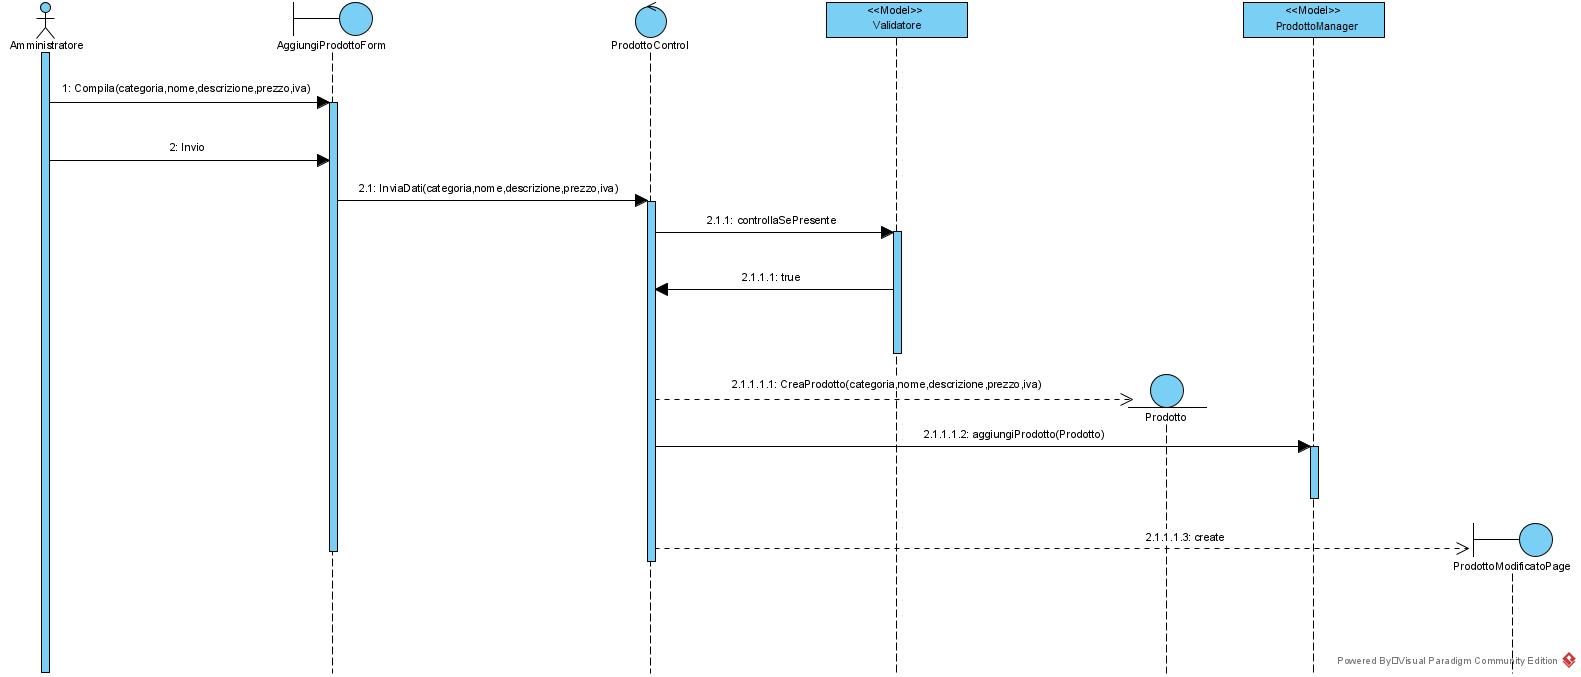 <<Model>>
<<Model>>
Validatore
ProdottoManager
Amministratore
AggiungiProdottoForm
ProdottoControl
1: Compila(categoria,nome,descrizione,prezzo,iva)
2: Invio
2.1: InviaDati(categoria,nome,descrizione,prezzo,iva)
2.1.1: controllaSePresente
2.1.1.1: true
2.1.1.1.1: CreaProdotto(categoria,nome,descrizione,prezzo,iva)
Prodotto
2.1.1.1.2: aggiungiProdotto(Prodotto)
2.1.1.1.3: create
ProdottoModificatoPage
Powered By□Visual Paradigm Community Edition